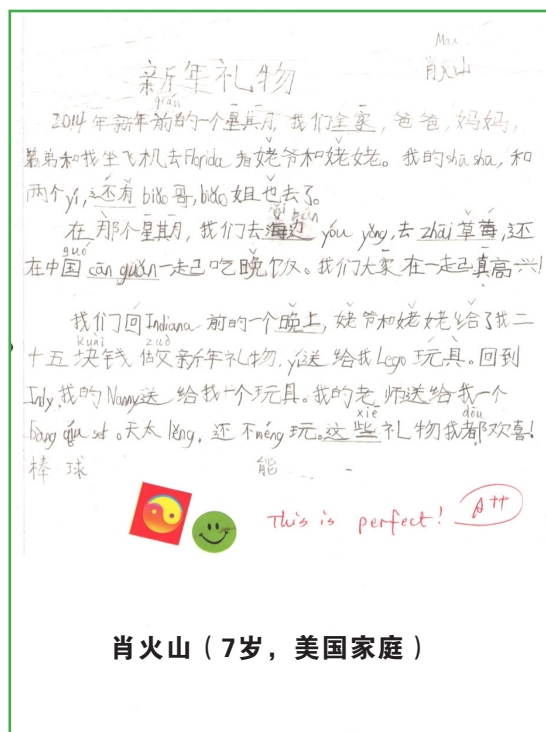 Max
新年礼物 肖火山
qián
2014年新年前的一个星其月,我们全家,爸爸,妈妈,
弟弟和我坐飞机去Florida 看姥爷和姥姥。我的shū shu,和
两个yí,还有biǎo哥,biǎo姐也去了。
在那个星其月,我们去海边yóu yǒng,去zhāi草莓,还
guó
在中国cān guǎn一起吃晚饭。我们大家在一起真高兴!
我们回Indiana 前的一个晚上,姥爷和姥姥给了我二
kuài zuò
十五块钱做新年礼物,yí送给我Lego玩具。回到
Indy,我的Nanny送给我一个玩具。我的老师送给我一个
xiē dōu
bàng qiú set。天太lěng,还不néng玩。这些礼物我都欢喜!
棒球 能
This is perfect! A++
肖火山(7岁,美国家庭)